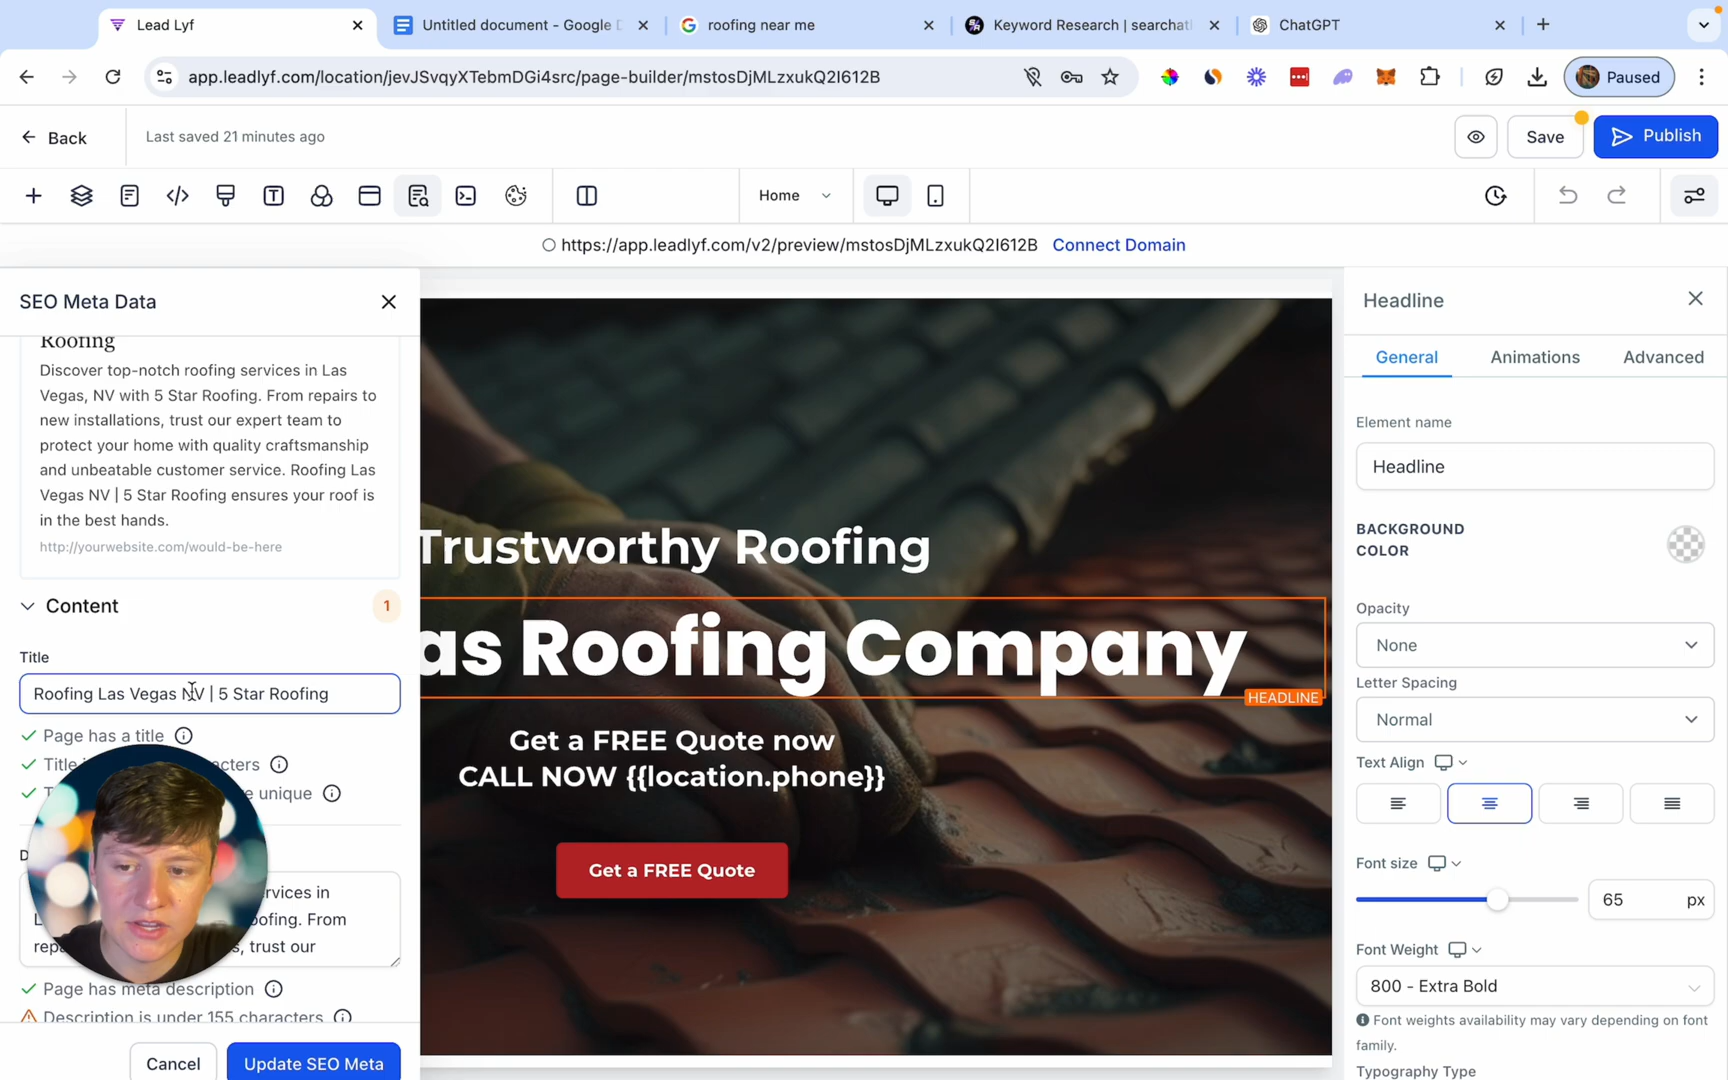 Lead Lyf
Untitled document - Google D
roofing near me
Keyword Research | searchatl
ChatGPT
app.leadlyf.com/location/jevJSvqyXTebmDGi4src/page-builder/mstosDjMLzxukQ2I612B
Paused
Back
Last saved 21 minutes ago
Save
Publish
Home
https://app.leadlyf.com/v2/preview/mstosDjMLzxukQ2I612B Connect Domain
SEO Meta Data
Roofing
Discover top-notch roofing services in Las
Vegas, NV with 5 Star Roofing. From repairs to
new installations, trust our expert team to
protect your home with quality craftsmanship
and unbeatable customer service. Roofing Las
Vegas NV | 5 Star Roofing ensures your roof is
in the best hands.
http://yourwebsite.com/would-be-here
Content
1
Title
Roofing Las Vegas NV | 5 Star Roofing
Page has a title
unique
Page has meta description
Description is under 155 characters
Cancel
Update SEO Meta
Trustworthy Roofing
as Roofing Company
HEADLINE
Get a FREE Quote now
CALL NOW {{location.phone}}
Get a FREE Quote
Headline
General
Animations
Advanced
Element name
Headline
BACKGROUND
COLOR
Opacity
None
Letter Spacing
Normal
Text Align
Font size
65
px
Font Weight
800 - Extra Bold
Font weights availability may vary depending on font
family.
Typography Type